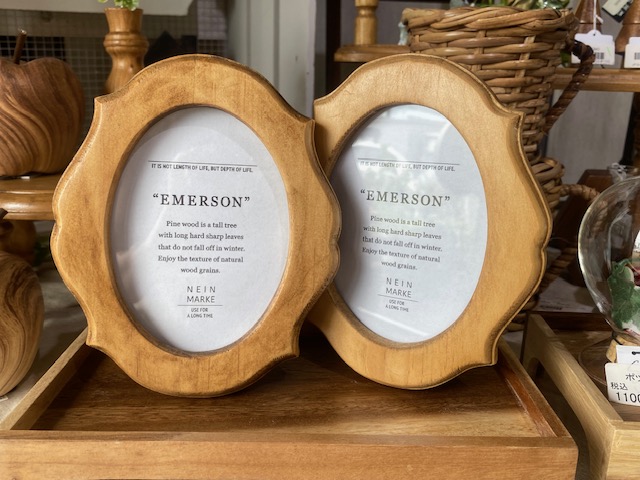 IT IS NOT LENGTH OF LIFE, BUT DEPTH OF LIFE.
“EMERSON”
Pine wood is a tall tree
with long hard sharp leaves
that do not fall off in winter.
Enjoy the texture of natural
wood grains.
NEIN
MARKE
USE FOR
A LONG TIME
IT IS NOT LENGTH OF LIFE, BUT DEPTH OF LIFE.
“EMERSON”
Pine wood is a tall tree
with long hard sharp leaves
that do not fall off in winter.
Enjoy the texture of natural
wood grains.
NEIN
MARKE
USE FOR
A LONG TIME
税込
1100